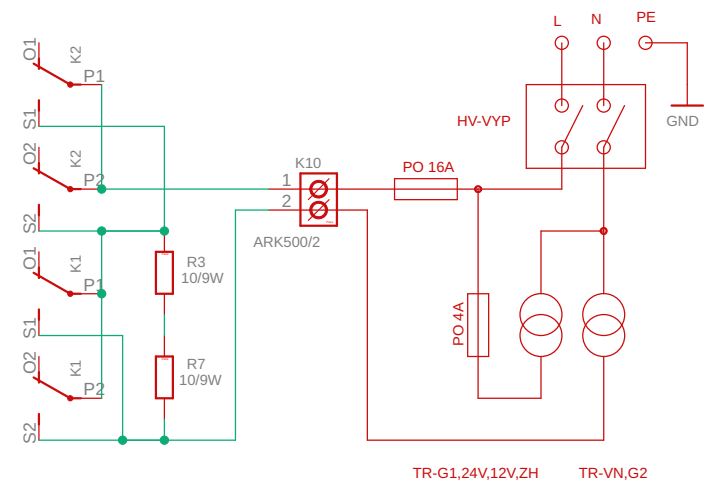 L
N
PE
O1
K2
P1
S1
HV-VYP
GND
O2
K2
P2
K10
1
2
PO 16A
S2
ARK500/2
O1
K1
P1
R3
10/9W
S1
PO 4A
O2
K1
P2
R7
10/9W
S2
TR-G1,24V,12V,ZH
TR-VN,G2